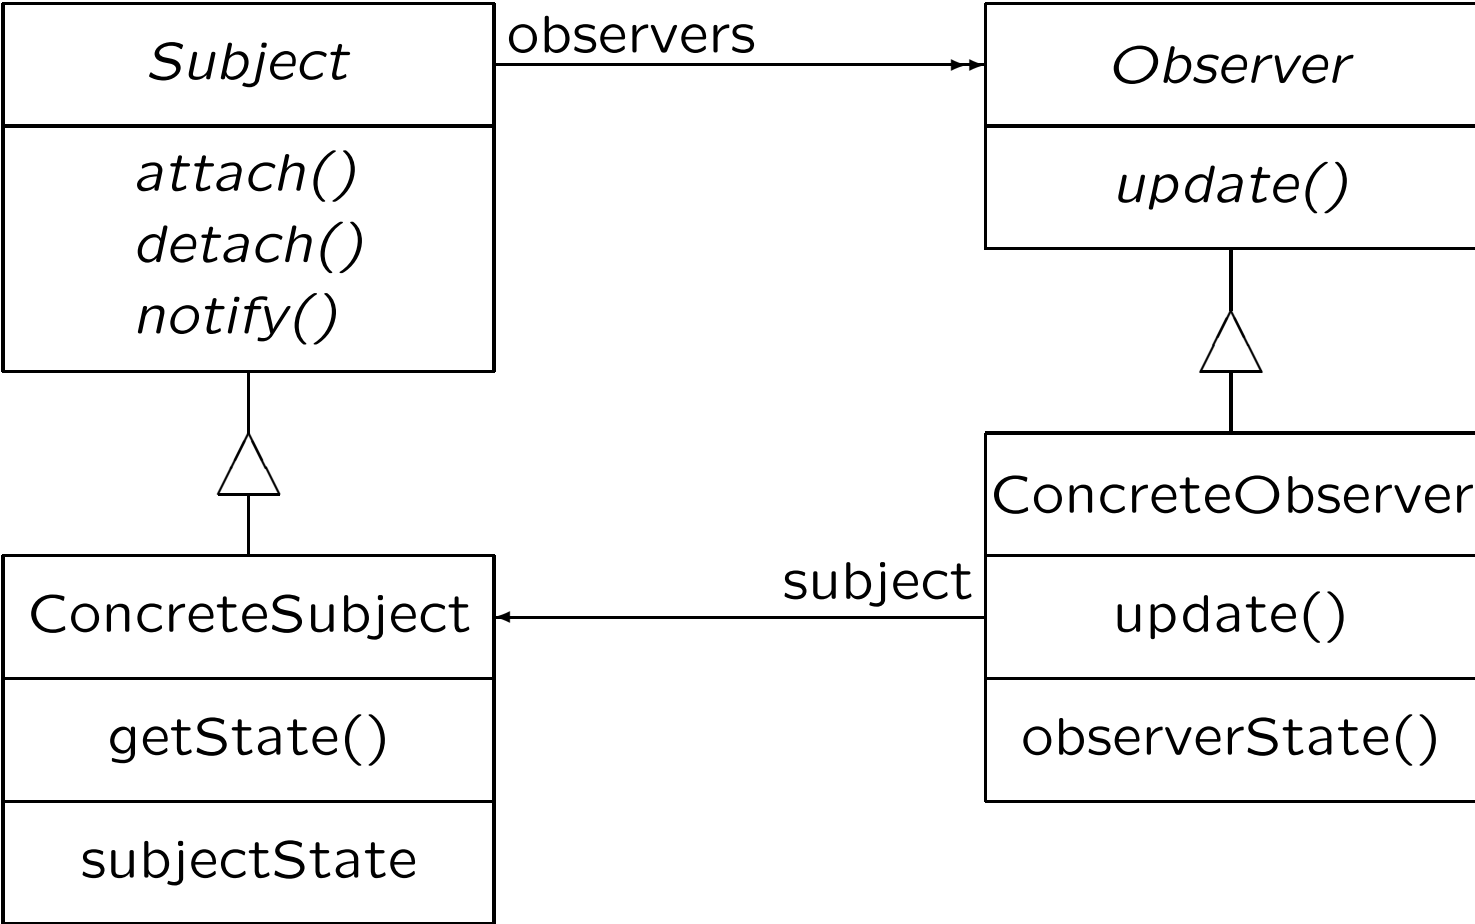 Subject
attach()
detach()
notify()
observers
Observer
update()
ConcreteSubject
getState()
subjectState
subject
ConcreteObserver
update()
observerState()